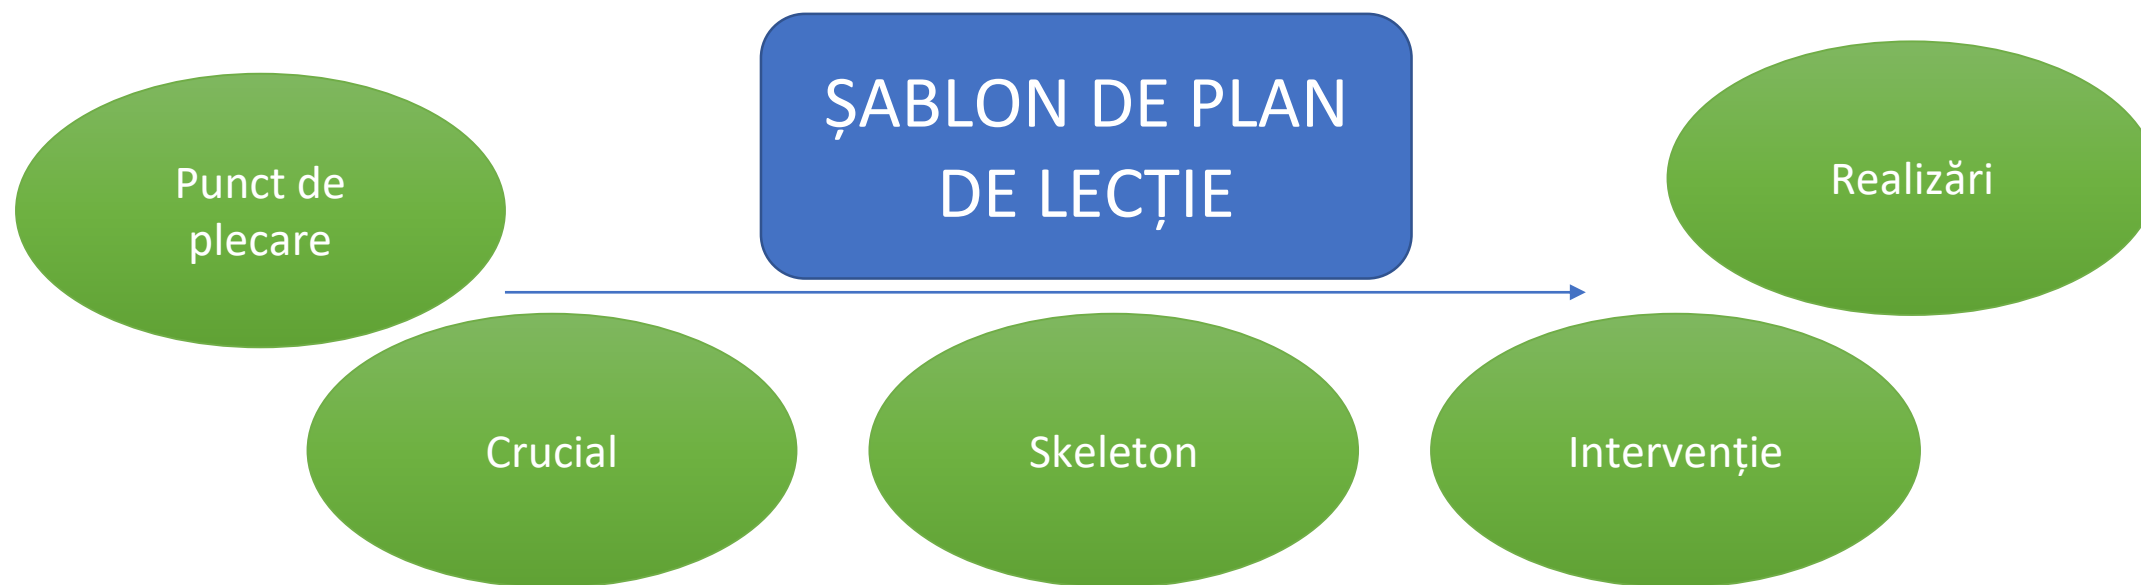 ȘABLON DE PLAN
DE LECȚIE
Punct de
plecare
Realizări
Crucial
Skeleton
Intervenție